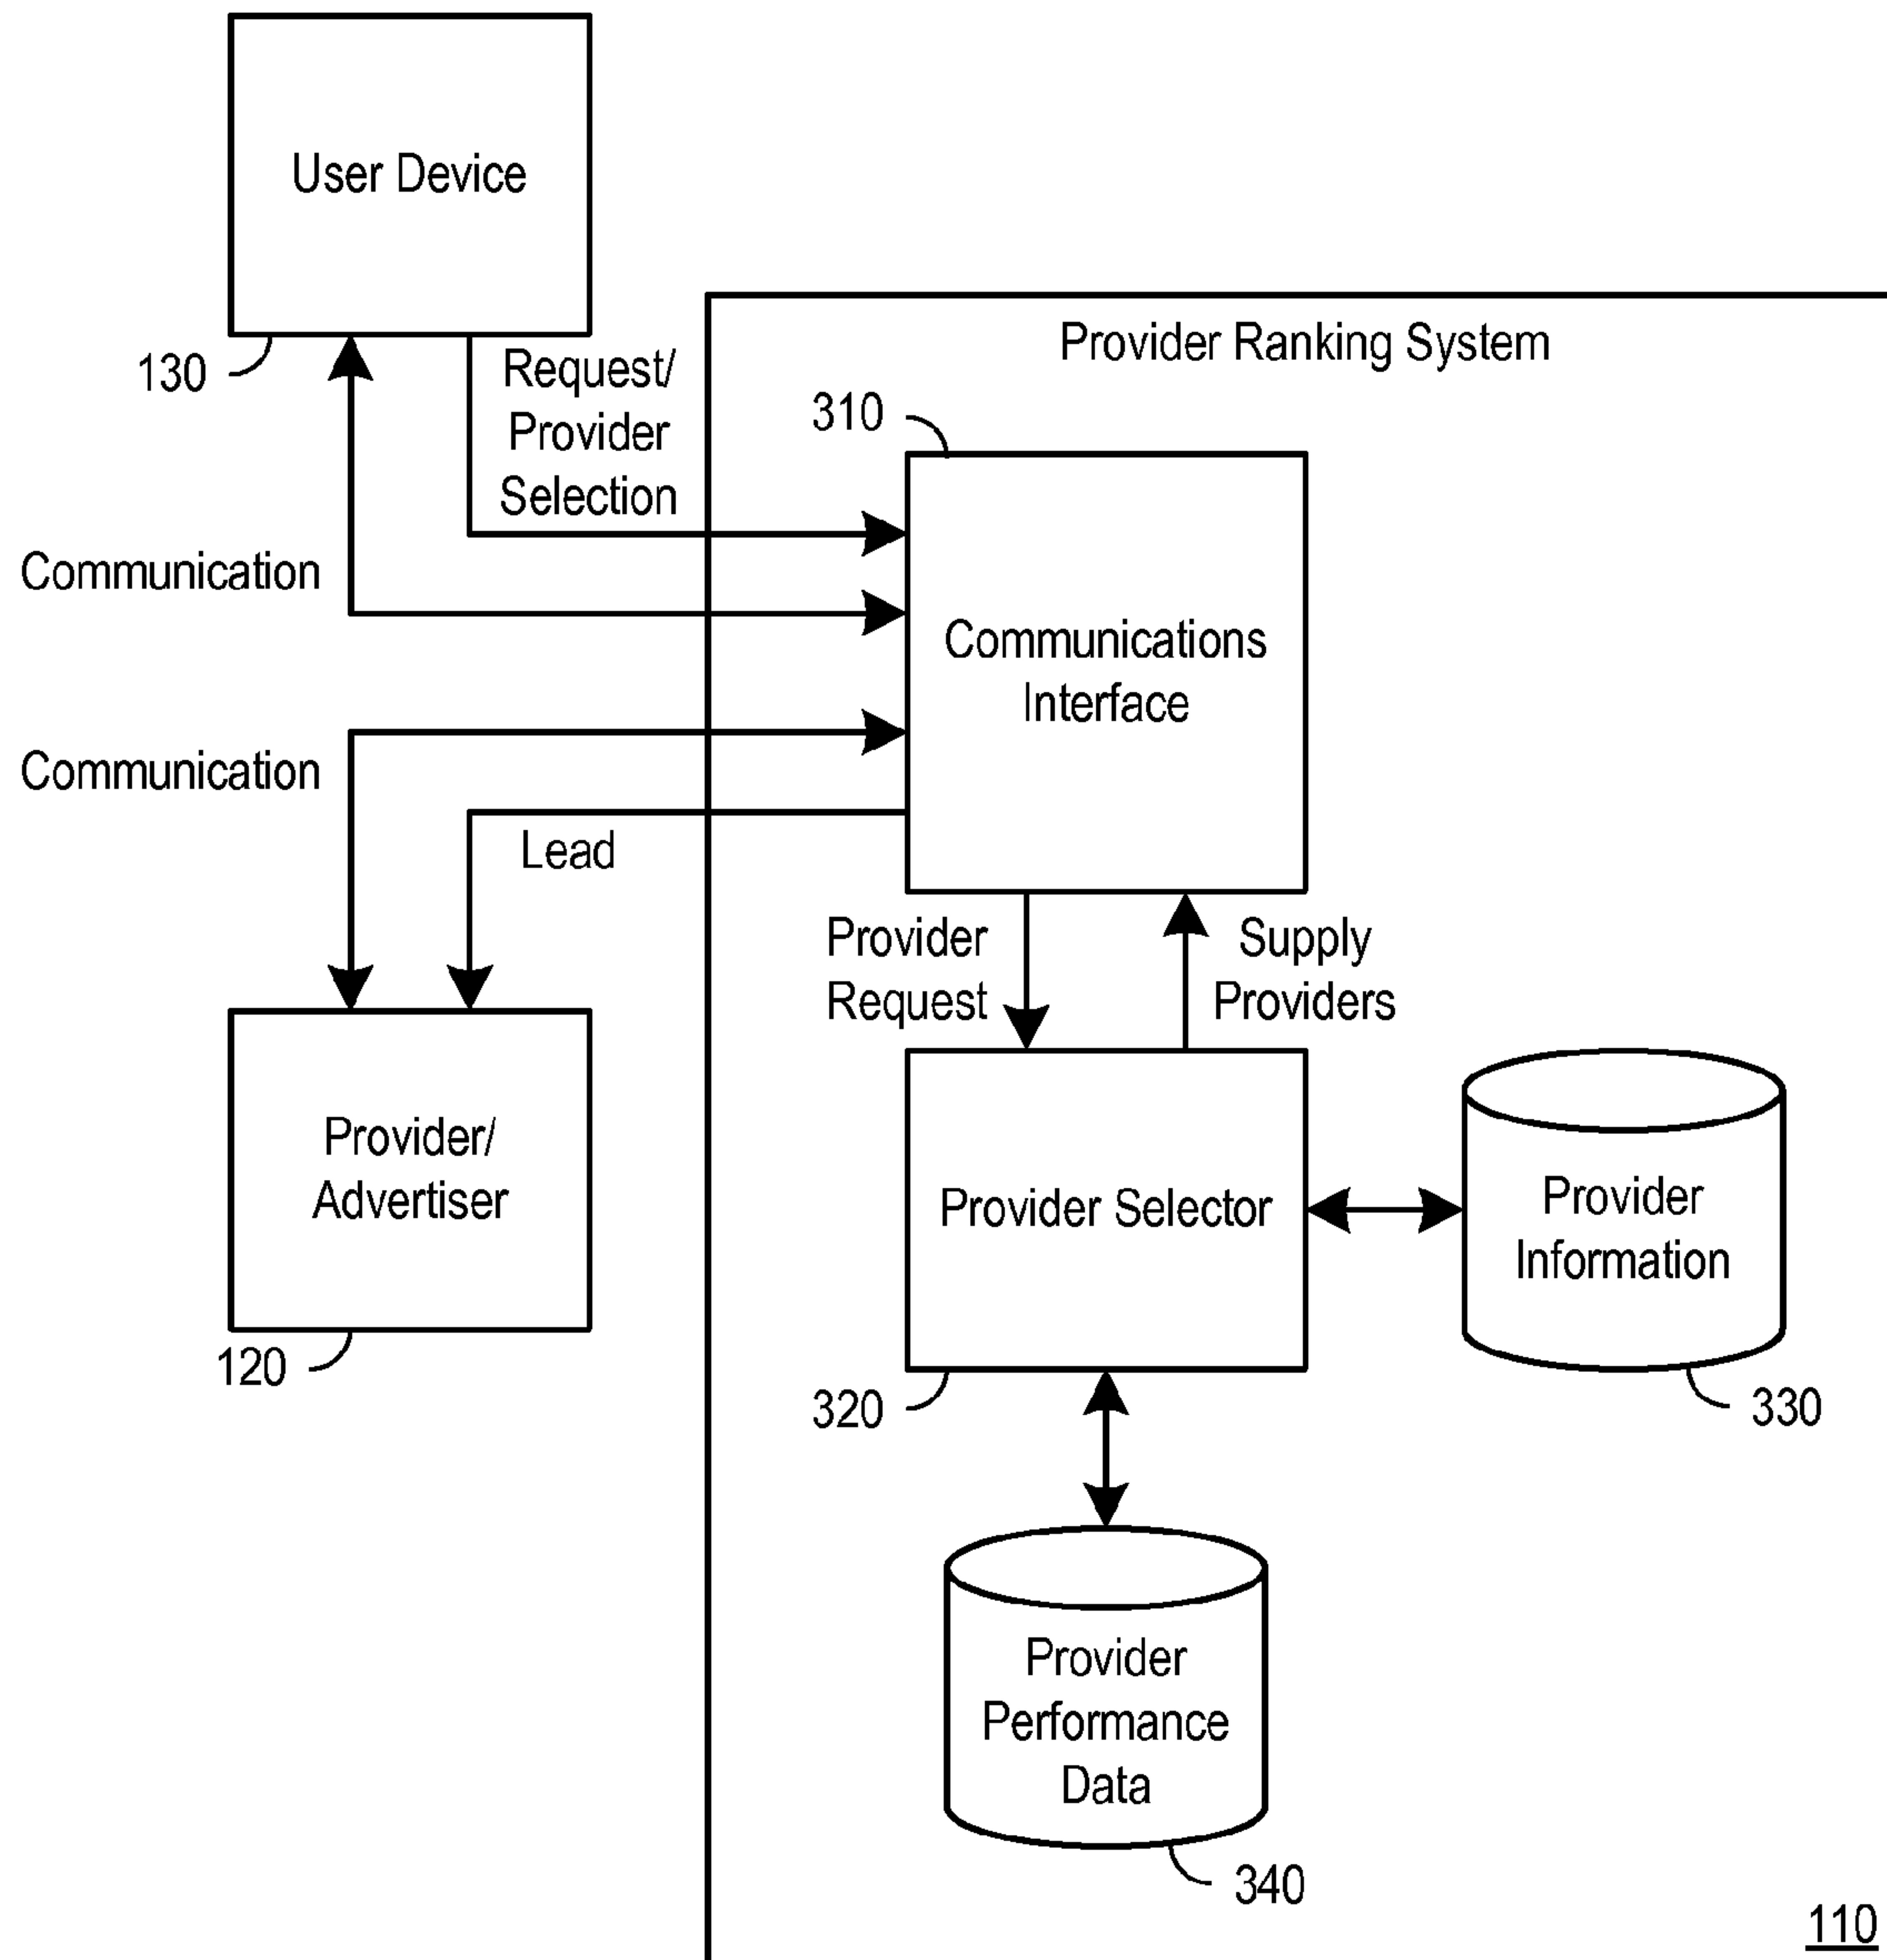 User Device
130
Request/
Provider
Selection
Provider Ranking System
310
Communication
Communications
Interface
Communication
Lead
Provider
Request
Supply
Providers
Provider/
Advertiser
120
Provider Selector
320
Provider
Information
330
Provider
Performance
Data
340
110